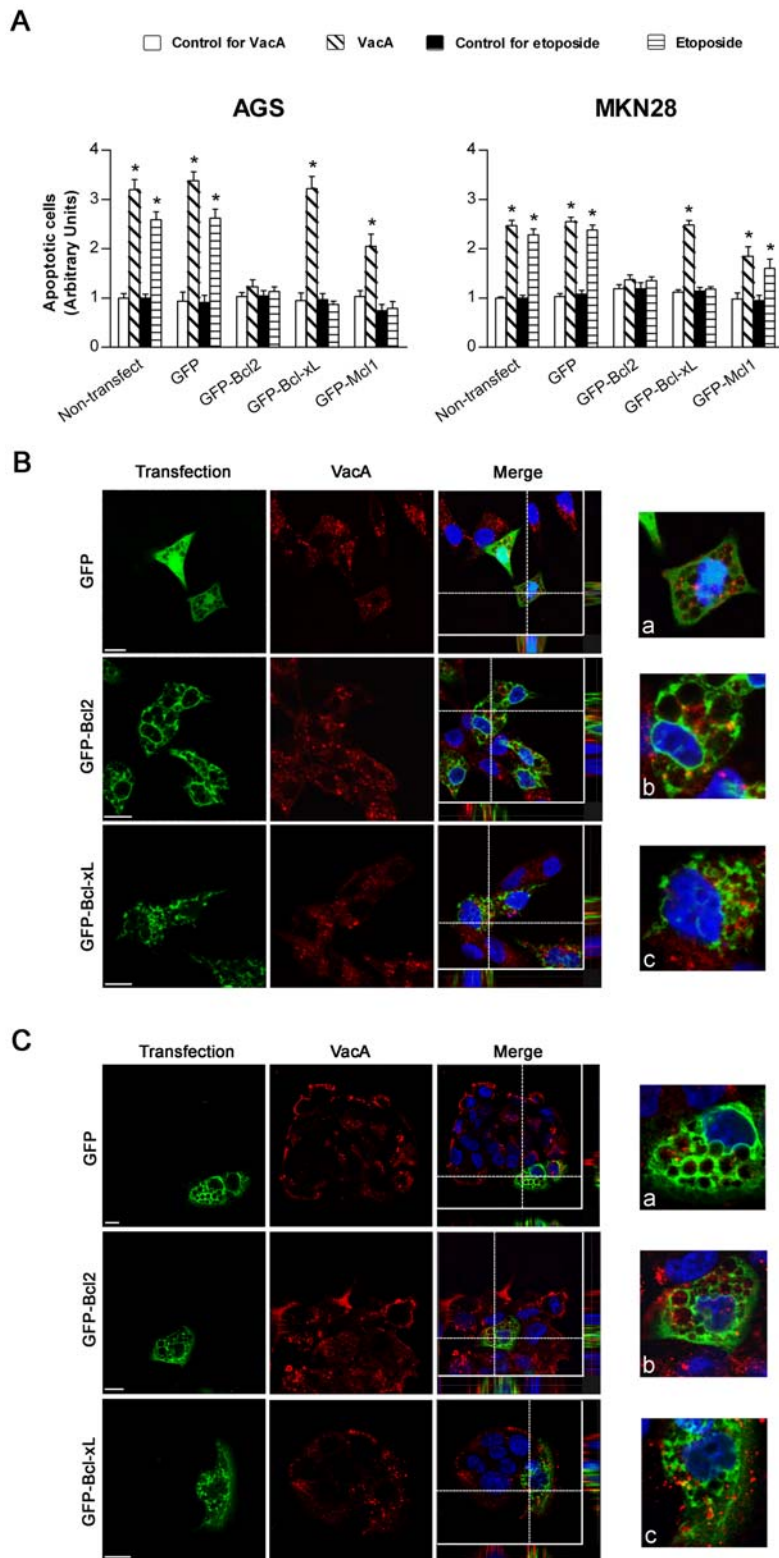 A
Control for VacA VacA Control for etoposide Etoposide
AGS
MKN28
Apoptotic cells
(Arbitrary Units)
4
3
2
1
0
Non-transfect
GFP
GFP-Bcl2
GFP-Bcl-xL
GFP-Mcl1
* * * * * *
4
3
2
1
0
Non-transfect
GFP
GFP-Bcl2
GFP-Bcl-xL
GFP-Mcl1
* * * * * * *
B
Transfection VacA Merge
GFP
a
GFP-Bcl2
b
GFP-Bcl-xL
c
C
Transfection VacA Merge
GFP
a
GFP-Bcl2
b
GFP-Bcl-xL
c